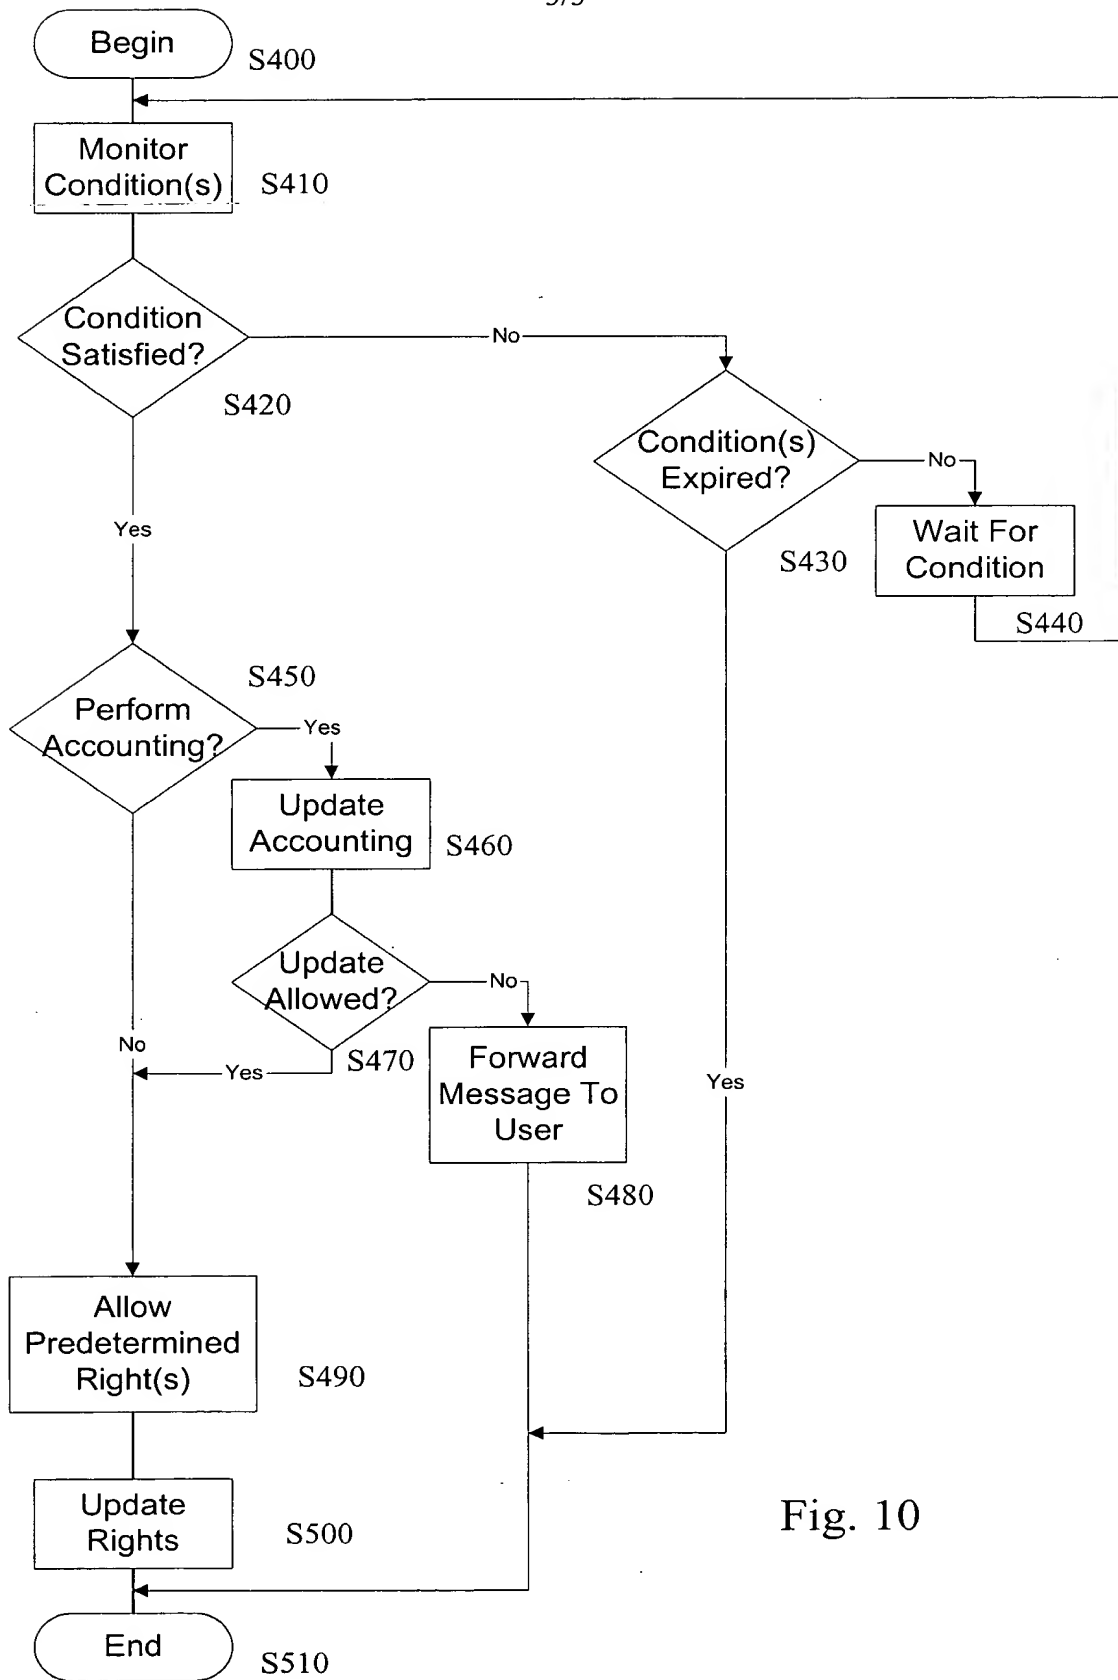 Begin
S400
Monitor
Condition(s)
S410
Condition
Satisfied?
No
S420
Condition(s)
Expired?
No
Yes
Wait For
Condition
S430
S440
S450
Perform
Accounting?
Yes
Update
Accounting
S460
Update
Allowed?
No
No
Yes
S470
Forward
Message To
User
Yes
S480
Allow
Predetermined
Right(s)
S490
Update
Rights
S500
Fig. 10
End
S510